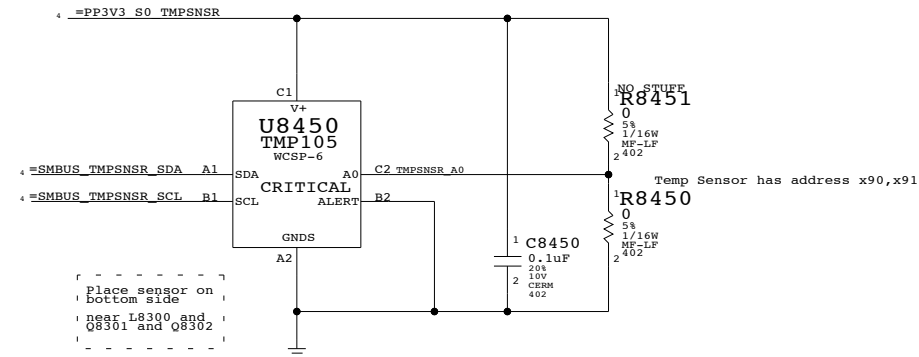 4 =PP3V3_S0_TMPSNSR
C1
V+
U8450
TMP105
WCSP-6
4 =SMBUS_TMPSNSR_SDA A1 SDA
A0 C2 TMPSNSR_A0
CRITICAL
4 =SMBUS_TMPSNSR_SCL B1 SCL
ALERT B2
GNDS
A2
NO STUFF
1 R8451
0
5%
1/16W
MF-LF
2 402
Temp Sensor has address x90,x91
1 R8450
0
5%
1/16W
MF-LF
2 402
1 C8450
0.1uF
20%
2 10V
CERM
402
Place sensor on
bottom side
near L8300 and
Q8301 and Q8302